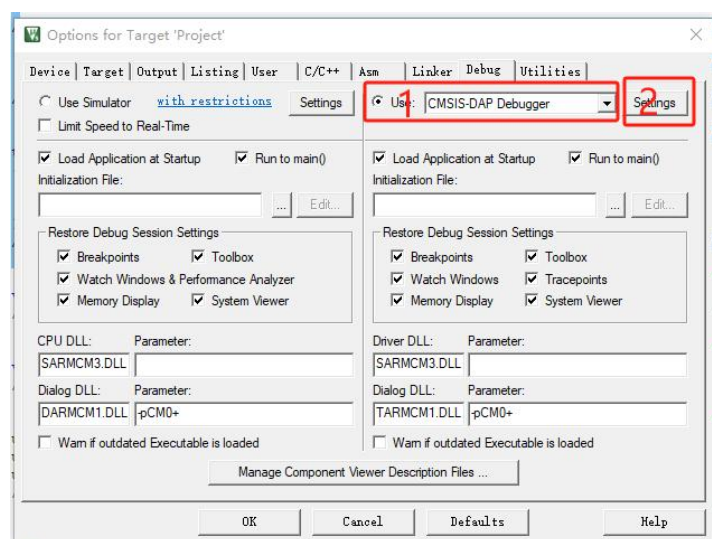 Options for Target 'Project'
Device Target Output Listing User C/C++ Asm Linker Debug Utilities
Use Simulator with restrictions Settings
Use: CMSIS-DAP Debugger Settings
1 2
Limit Speed to Real-Time
Load Application at Startup Run to main()
Load Application at Startup Run to main()
Initialization File:
Initialization File:
... Edit...
... Edit...
Restore Debug Session Settings
Breakpoints Toolbox
Watch Windows & Performance Analyzer
Memory Display System Viewer
Restore Debug Session Settings
Breakpoints Toolbox
Watch Windows Tracepoints
Memory Display System Viewer
CPU DLL: Parameter:
SARMCM3.DLL
Driver DLL: Parameter:
SARMCM3.DLL
Dialog DLL: Parameter:
DARMCM1.DLL -pCM0+
Dialog DLL: Parameter:
TARMCM1.DLL -pCM0+
Warn if outdated Executable is loaded
Warn if outdated Executable is loaded
Manage Component Viewer Description Files ...
OK Cancel Defaults Help